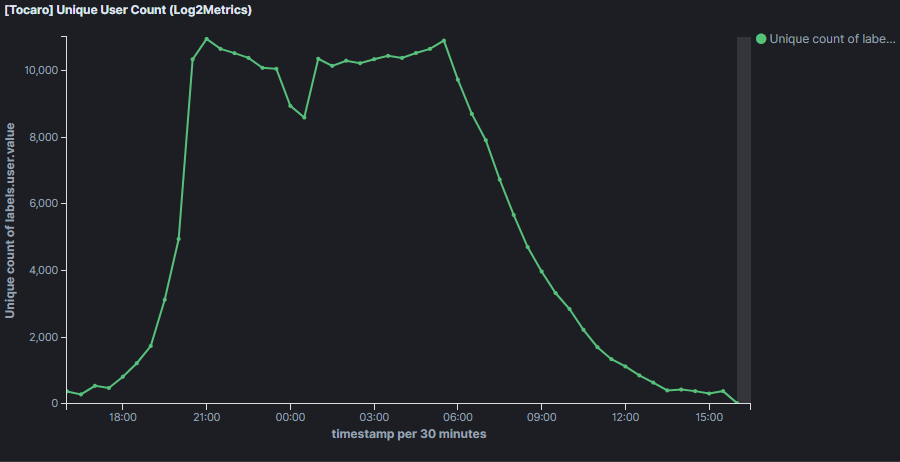 [Tocaro] Unique User Count (Log2Metrics)
Unique count of labe...
Unique count of labels.user.value
10,000
8,000
6,000
4,000
2,000
0
18:00 21:00 00:00 03:00 06:00 09:00 12:00 15:00
timestamp per 30 minutes